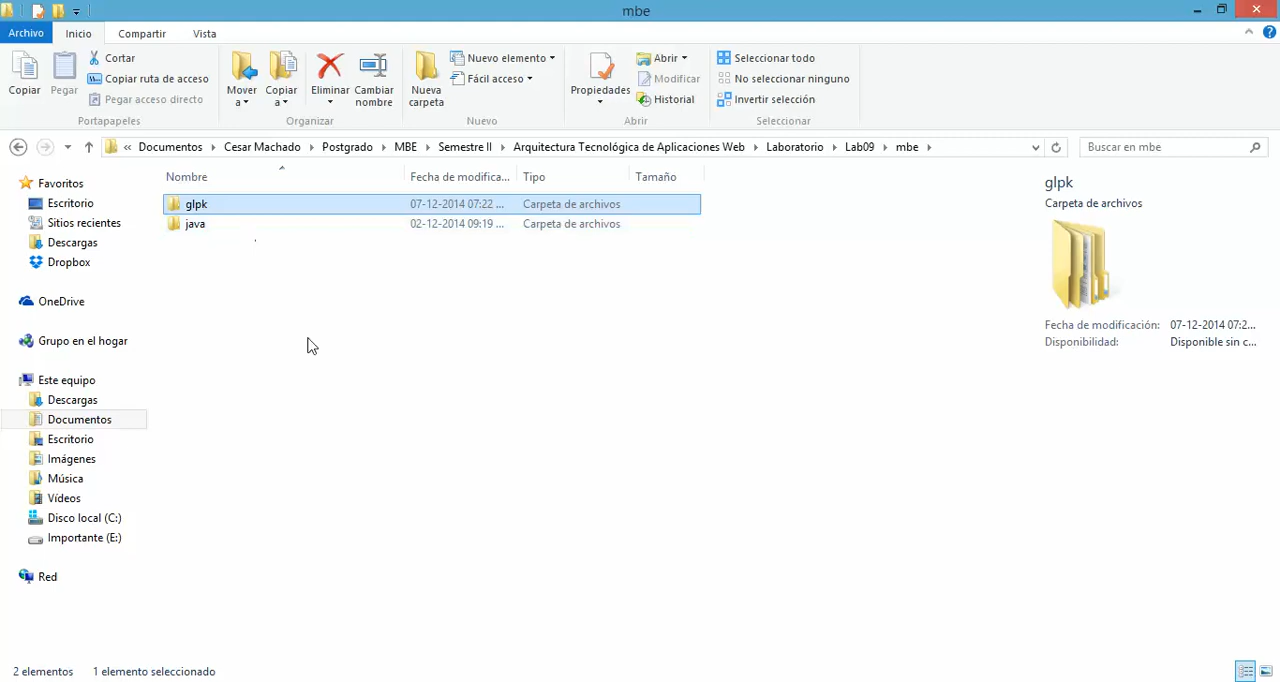 mbe
Archivo Inicio Compartir Vista
Copiar
Pegar
Cortar
Copiar ruta de acceso
Pegar acceso directo
Portapapeles
Mover a
Copiar a
Eliminar
Cambiar nombre
Organizar
Nueva carpeta
Nuevo elemento
Fácil acceso
Nuevo
Propiedades
Abrir
Modificar
Historial
Abrir
Seleccionar todo
No seleccionar ninguno
Invertir selección
Seleccionar
« Documentos Cesar Machado Postgrado MBE Semestre II Arquitectura Tecnológica de Aplicaciones Web Laboratorio Lab09 mbe
Buscar en mbe
Nombre Fecha de modifica... Tipo Tamaño
glpk 07-12-2014 07:22 ... Carpeta de archivos
java 02-12-2014 09:19 ... Carpeta de archivos
Favoritos
Escritorio
Sitios recientes
Descargas
Dropbox
OneDrive
Grupo en el hogar
Este equipo
Descargas
Documentos
Escritorio
Imágenes
Música
Vídeos
Disco local (C:)
Importante (E:)
Red
glpk
Carpeta de archivos
Fecha de modificación: 07-12-2014 07:2...
Disponibilidad: Disponible sin c...
2 elementos 1 elemento seleccionado